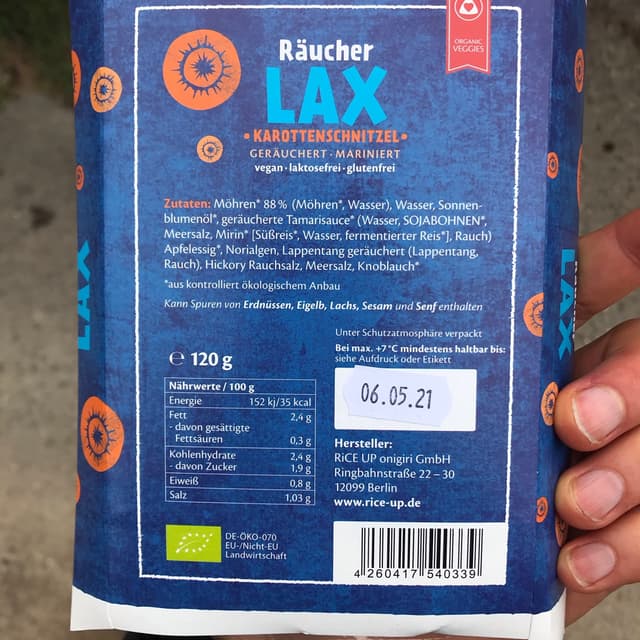 ORGANIC
VEGGIES
Räucher
LAX
• KAROTTENSCHNITZEL •
GERÄUCHERT · MARINIERT
vegan · laktosefrei · glutenfrei
Zutaten: Möhren* 88 % (Möhren*, Wasser), Wasser, Sonnen-
blumenöl*, geräucherte Tamarisauce* (Wasser, SOJABOHNEN*,
Meersalz, Mirin* [Süßreis*, Wasser, fermentierter Reis*], Rauch)
Apfelessig*, Norialgen, Lappentang geräuchert (Lappentang,
Rauch), Hickory Rauchsalz, Meersalz, Knoblauch*
*aus kontrolliert ökologischem Anbau
Kann Spuren von Erdnüssen, Eigelb, Lachs, Sesam und Senf enthalten
Unter Schutzatmosphäre verpackt
Bei max. +7 °C mindestens haltbar bis:
siehe Aufdruck oder Etikett
06.05.21
℮ 120 g
Nährwerte / 100 g
Energie 152 kj/35 kcal
Fett 2,4 g
- davon gesättigte
Fettsäuren 0,3 g
Kohlenhydrate 2,4 g
- davon Zucker 1,9 g
Eiweiß 0,8 g
Salz 1,03 g
Hersteller:
RiCE UP onigiri GmbH
Ringbahnstraße 22 – 30
12099 Berlin
www.rice-up.de
DE-ÖKO-070
EU-/Nicht-EU
Landwirtschaft
4 260417 540339
LAX
LAX